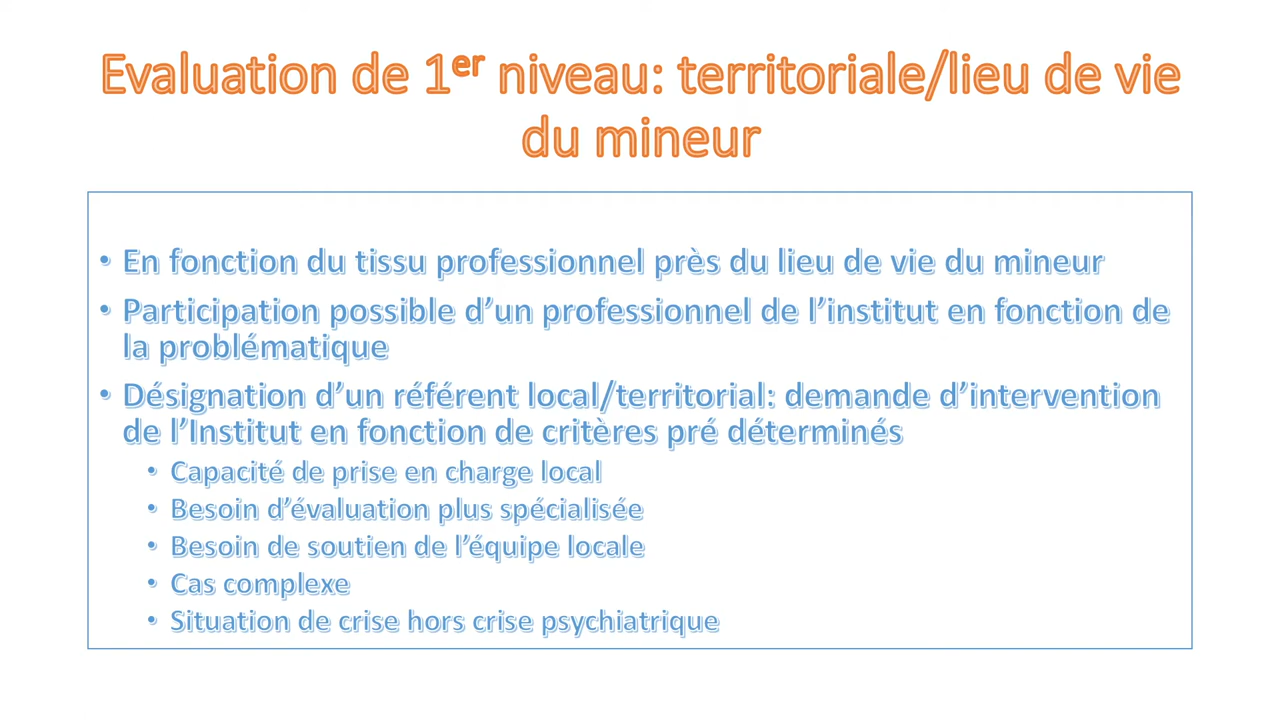 Evaluation de 1er niveau: territoriale/lieu de vie
du mineur
• En fonction du tissu professionnel près du lieu de vie du mineur
• Participation possible d’un professionnel de l’institut en fonction de
la problématique
• Désignation d’un référent local/territorial: demande d’intervention
de l’Institut en fonction de critères pré déterminés
• Capacité de prise en charge local
• Besoin d’évaluation plus spécialisée
• Besoin de soutien de l’équipe locale
• Cas complexe
• Situation de crise hors crise psychiatrique